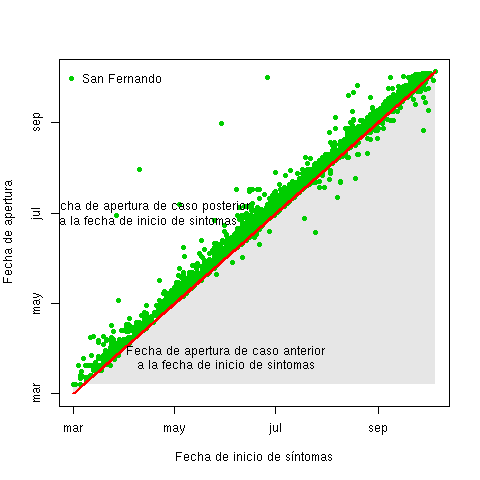 San Fernando
cha de apertura de caso posterior
a la fecha de inicio de sintomas
Fecha de apertura de caso anterior
a la fecha de inicio de sintomas
Fecha de apertura
mar
may
jul
sep
mar
may
jul
sep
Fecha de inicio de síntomas